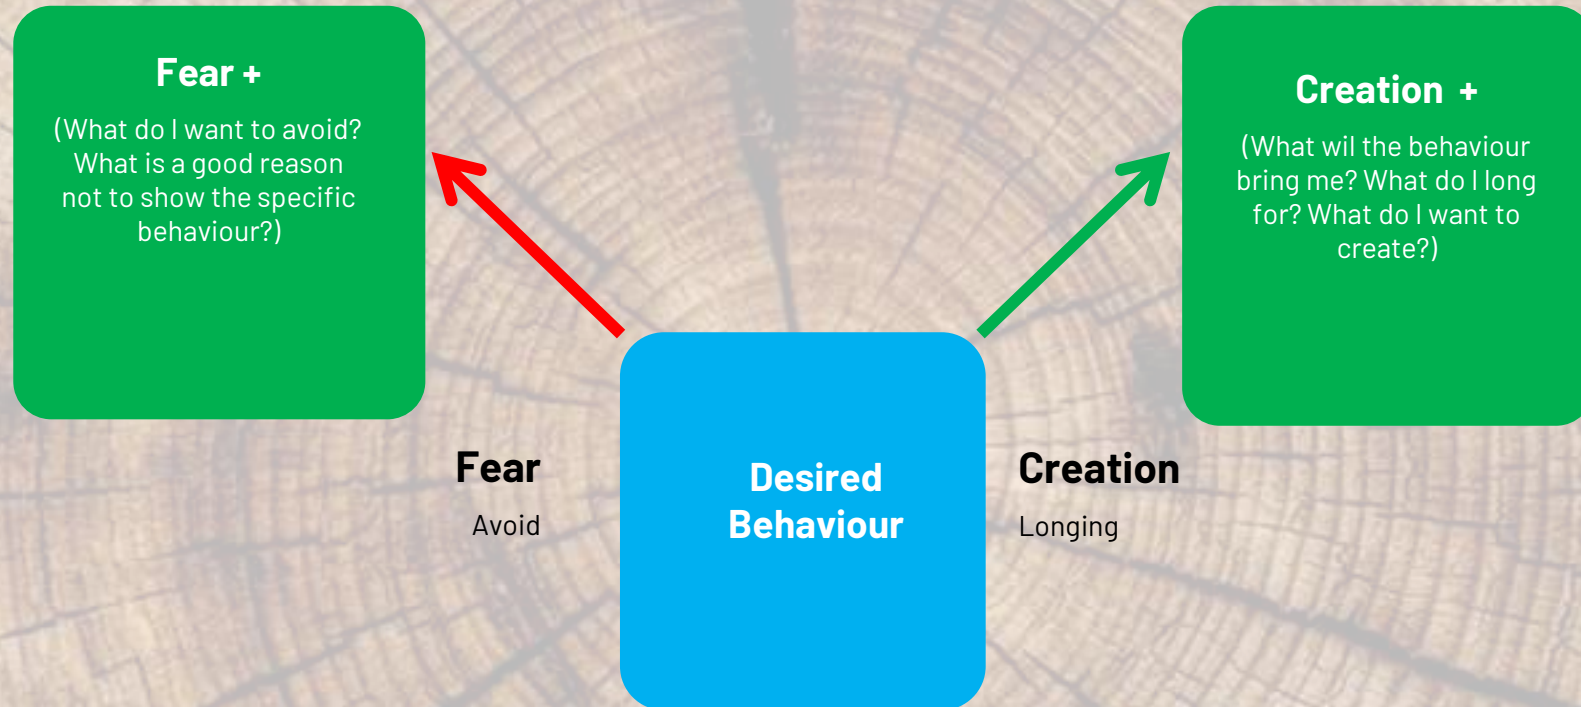 Fear +
(What do I want to avoid?
What is a good reason
not to show the specific
behaviour?)
Creation +
(What wil the behaviour
bring me? What do I long
for? What do I want to
create?)
Fear
Avoid
Desired
Behaviour
Creation
Longing